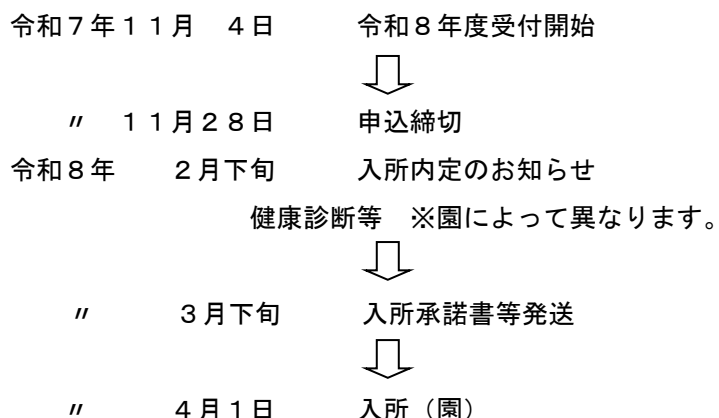 令和7年11月　4日　　令和8年度受付開始
〃　11月28日　　申込締切
令和8年　　2月下旬　　入所内定のお知らせ
健康診断等　※園によって異なります。
〃　　3月下旬　　入所承諾書等発送
〃　　4月1日　　入所（園）